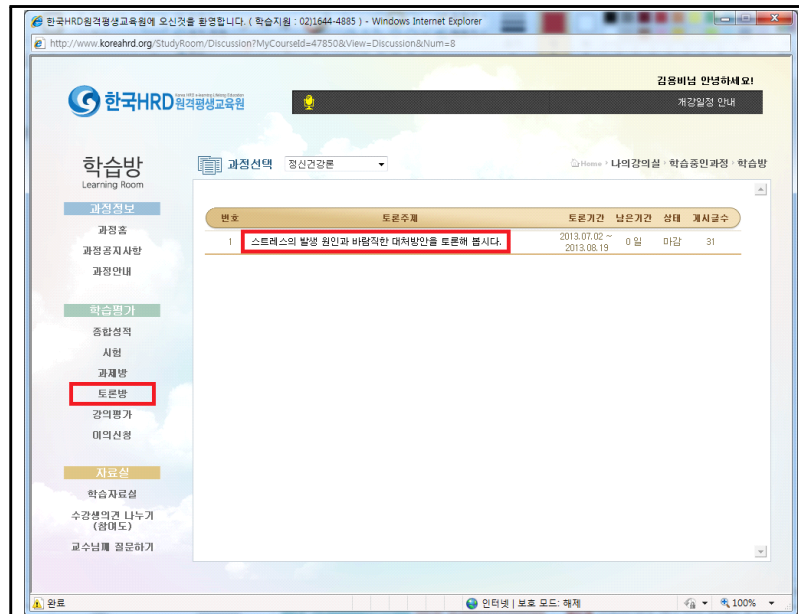 한국HRD원격평생교육원에 오신것을 환영합니다. ( 학습지원 : 02)1644-4885 ) - Windows Internet Explorer
http://www.koreahrd.org/StudyRoom/Discussion?MyCourseId=47850&View=Discussion&Num=8
김용비님 안녕하세요!
한국HRD 원격평생교육원
개강일정 안내
학습방
Learning Room
과정선택 정신건강론
Home 나의강의실 학습중인과정 학습방
과정정보
과정홈
과정공지사항
과정안내
학습평가
종합성적
시험
과제방
토론방
강의평가
이의신청
자료실
학습자료실
수강생의견 나누기
(참여도)
교수님께 질문하기
번호 토론주제 토론기간 남은기간 상태 게시글수
1 스트레스의 발생 원인과 바람직한 대처방안을 토론해 봅시다. 2013.07.02 ~ 2013.08.19 0 일 마감 31
완료
인터넷 | 보호 모드: 해제
100%